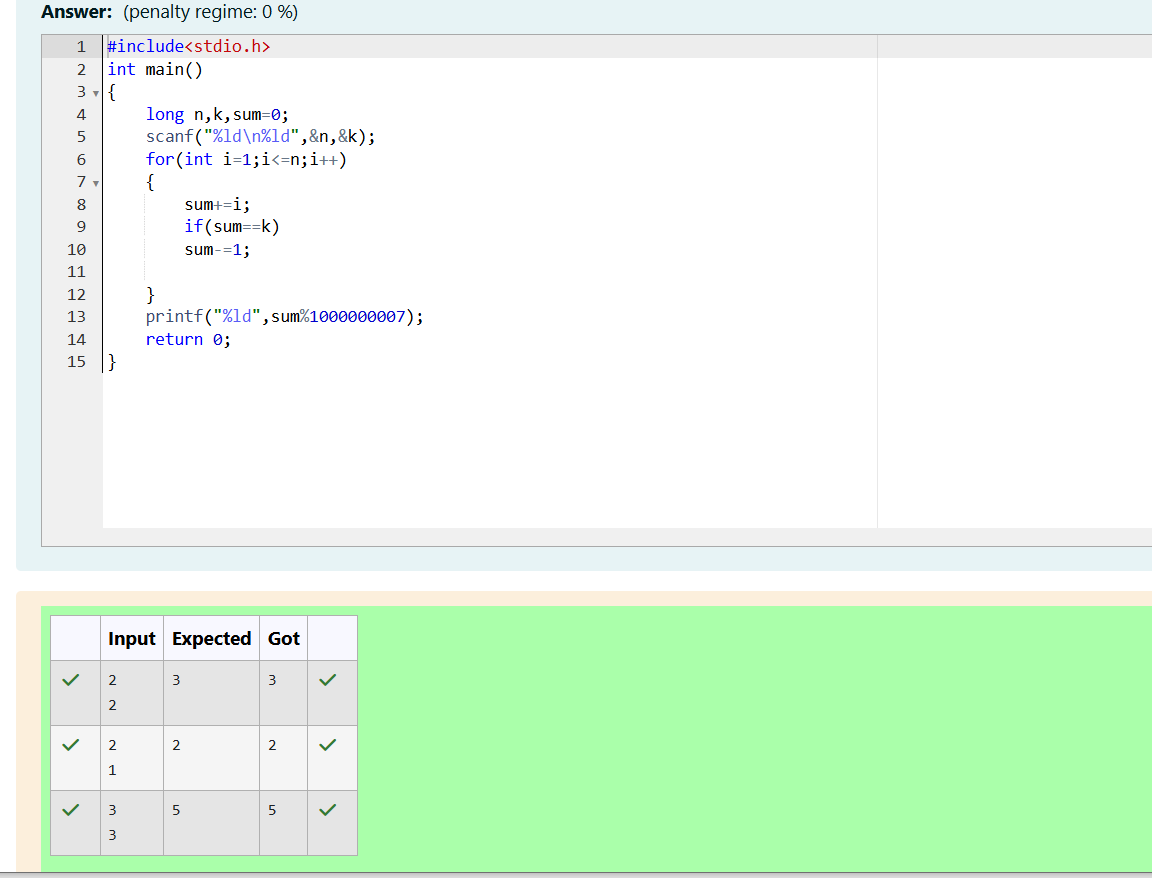 Answer: (penalty regime: 0 %)
1 #include<stdio.h>
2 int main()
3 {
4 long n,k,sum=0;
5 scanf("%ld\n%ld",&n,&k);
6 for(int i=1;i<=n;i++)
7 {
8 sum+=i;
9 if(sum==k)
10 sum-=1;
11
12 }
13 printf("%ld",sum%1000000007);
14 return 0;
15 }
Input Expected Got
2 3 3
2
2 2 2
1
3 5 5
3